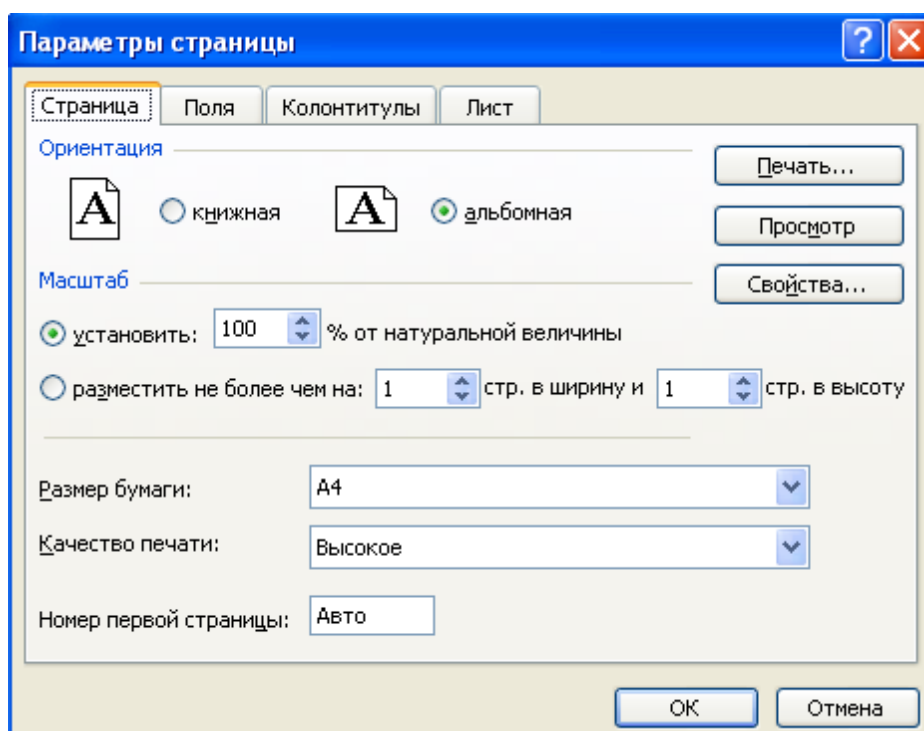 Параметры страницы
Страница Поля Колонтитулы Лист
Ориентация
Печать...
A книжная A альбомная
Просмотр
Масштаб
Свойства...
установить: 100 % от натуральной величины
разместить не более чем на: 1 стр. в ширину и 1 стр. в высоту
Размер бумаги: A4
Качество печати: Высокое
Номер первой страницы: Авто
ОК Отмена